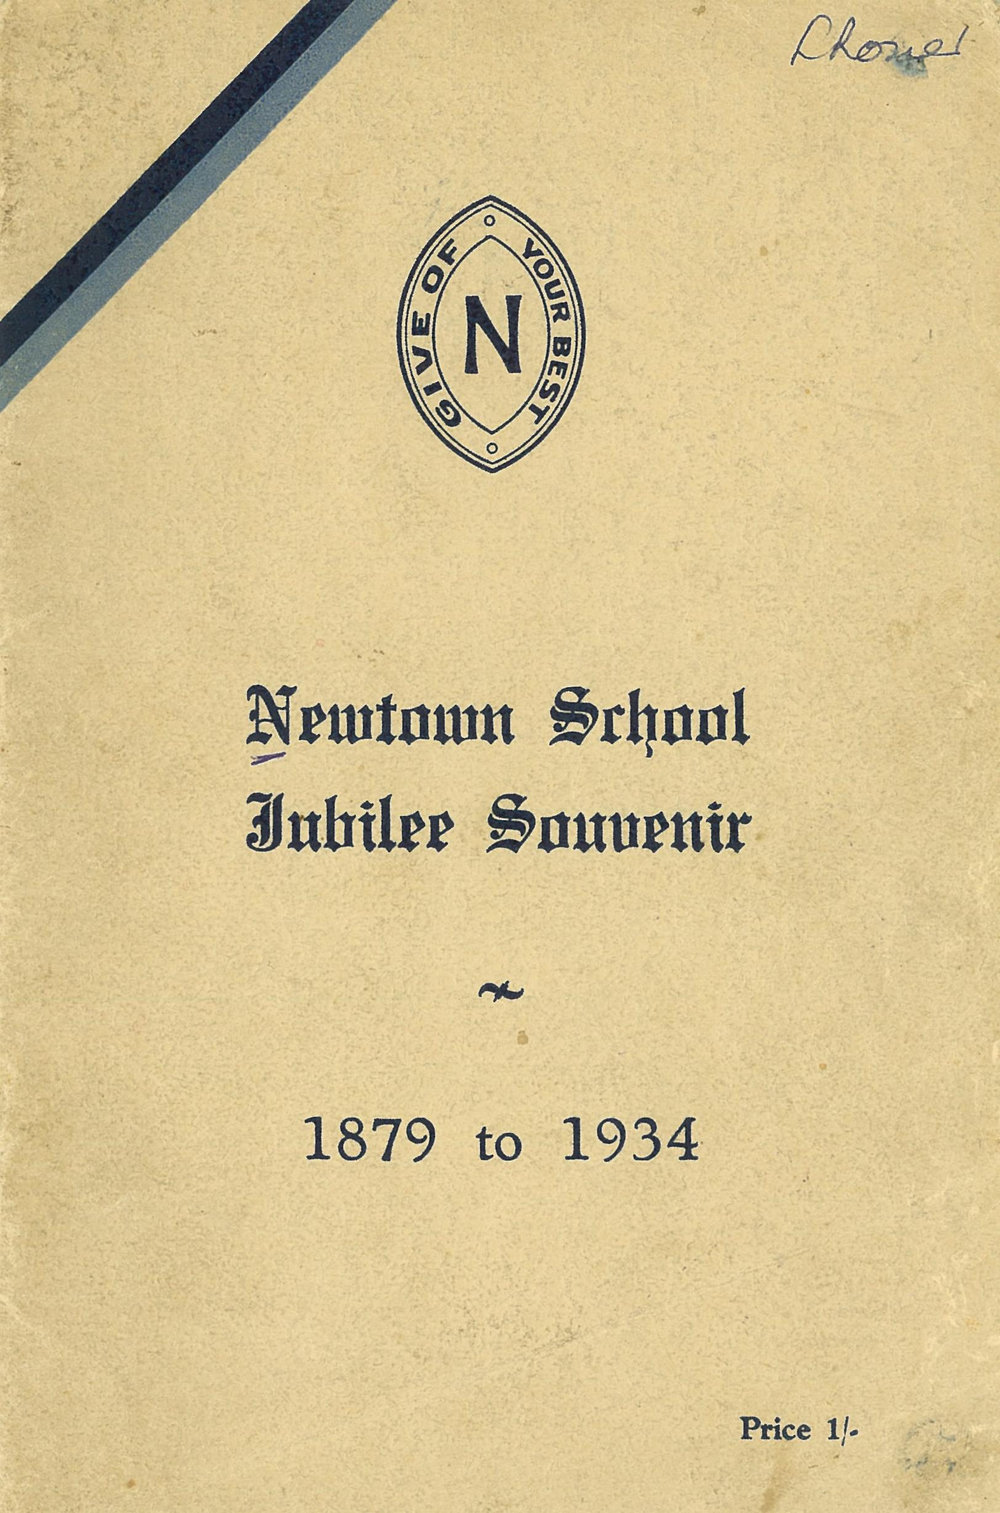 GIVE OF YOUR BEST
N
Newtown School
Jubilee Souvenir
1879 to 1934
Price 1/-